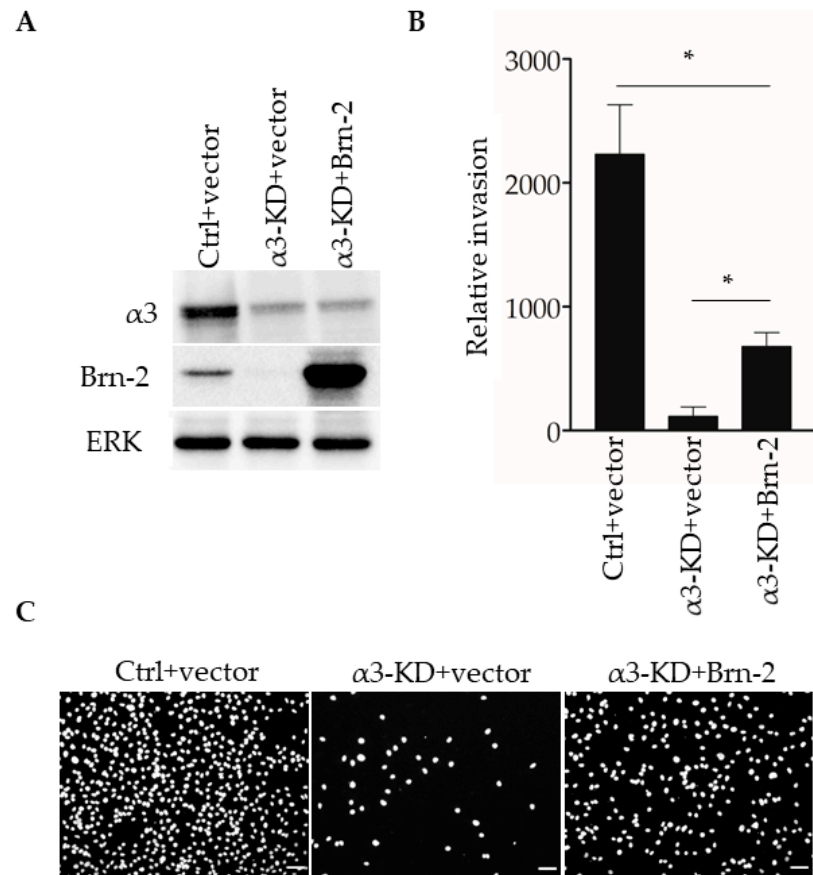 A
Ctrl+vector
α3-KD+vector
α3-KD+Brn-2
α3
Brn-2
ERK
B
Relative invasion
3000
2000
1000
0
*
*
Ctrl+vector
α3-KD+vector
α3-KD+Brn-2
C
Ctrl+vector α3-KD+vector α3-KD+Brn-2